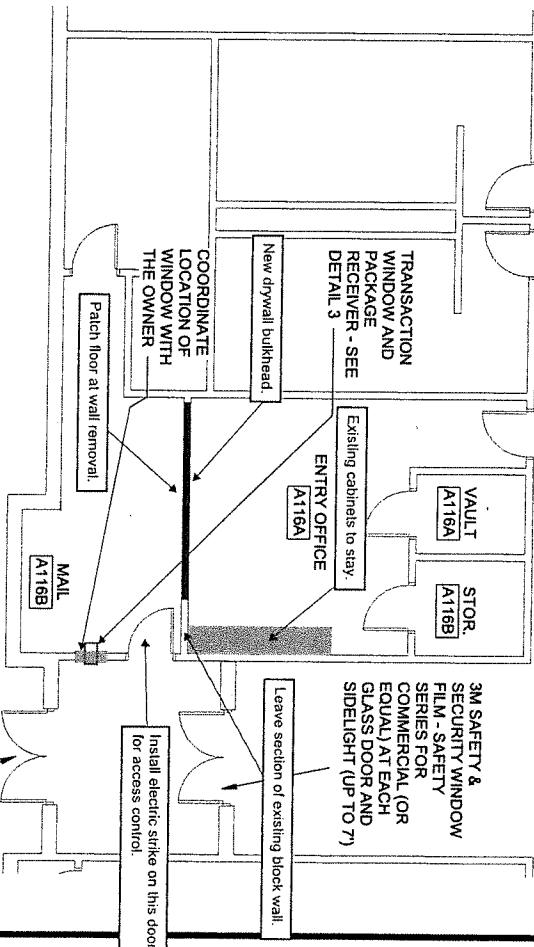 TRANSACTION
WINDOW AND
PACKAGE
RECEIVER - SEE
DETAIL 3
New drywall bulkhead.
COORDINATE
LOCATION OF
WINDOW WITH
THE OWNER
Patch floor at wall removal.
Existing cabinets to stay.
ENTRY OFFICE
A116A
VAULT
A116A
STOR.
A116B
MAIL
A116B
3M SAFETY &
SECURITY WINDOW
FILM - SAFETY
SERIES FOR
COMMERCIAL (OR
EQUAL) AT EACH
GLASS DOOR AND
SIDELIGHT (UP TO 7')
Leave section of existing block wall.
Install electric strike on this door
for access control.